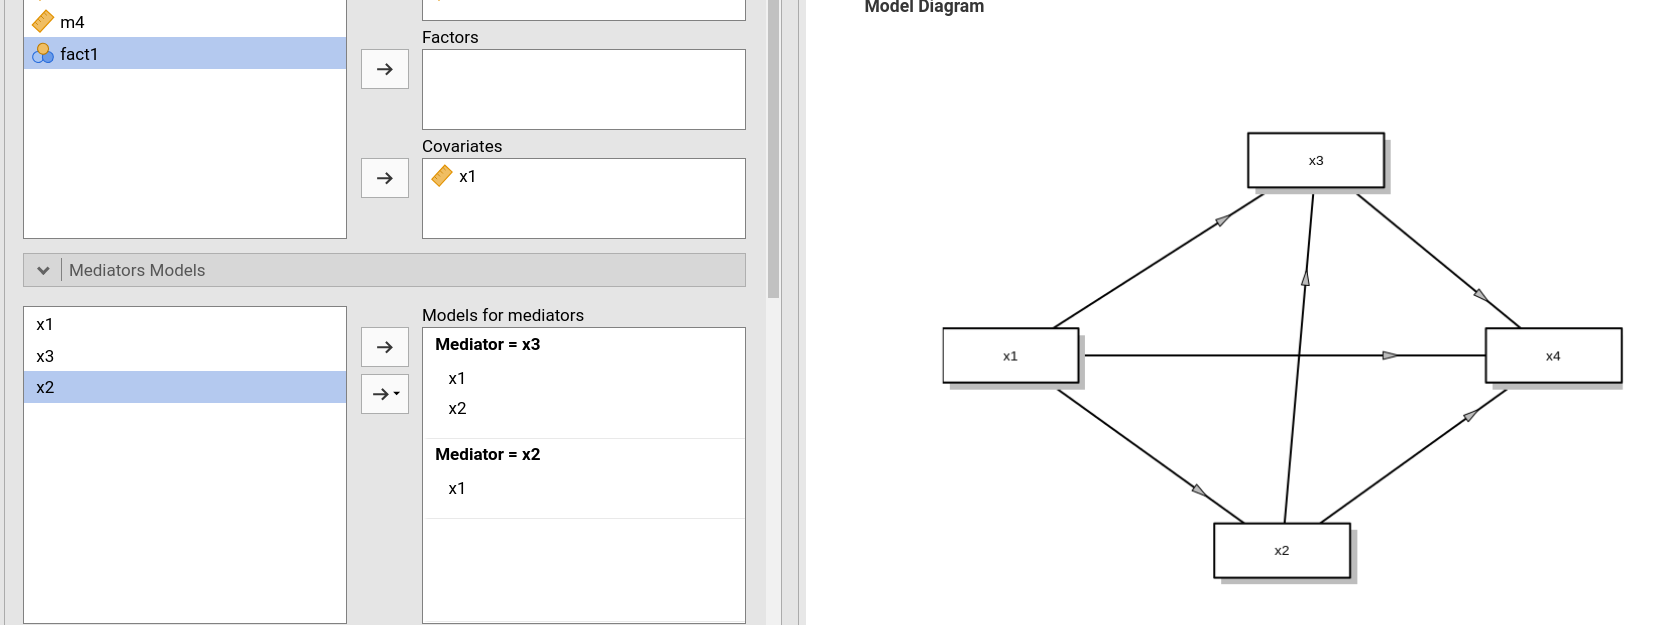 m4
fact1
Factors
Covariates
x1
Mediators Models
x1
x3
x2
Models for mediators
Mediator = x3
x1
x2
Mediator = x2
x1
Model Diagram
x3
x1
x4
x2